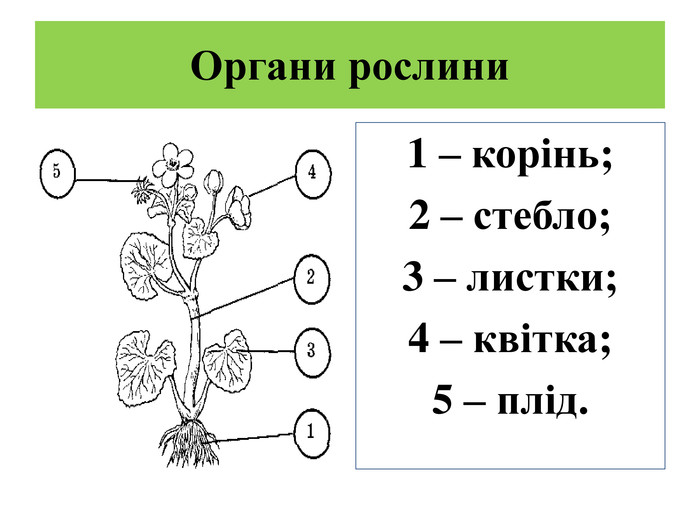 Органи рослини
5
4
2
3
1
1 – корінь;
2 – стебло;
3 – листки;
4 – квітка;
5 – плід.